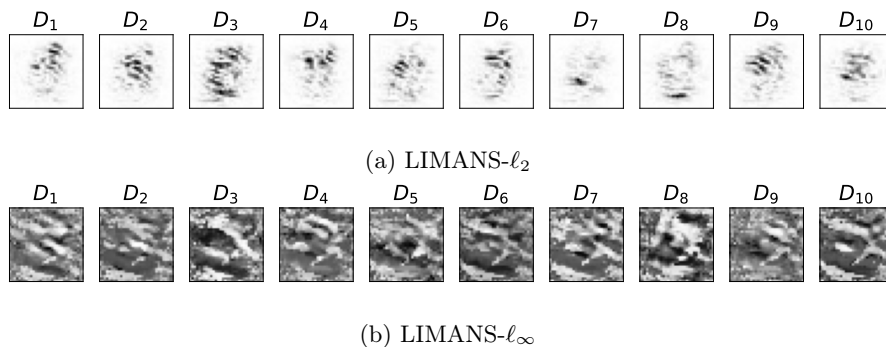 D₁ D₂ D₃ D₄ D₅ D₆ D₇ D₈ D₉ D₁₀
(a) LIMANS-ℓ₂
D₁ D₂ D₃ D₄ D₅ D₆ D₇ D₈ D₉ D₁₀
(b) LIMANS-ℓ∞